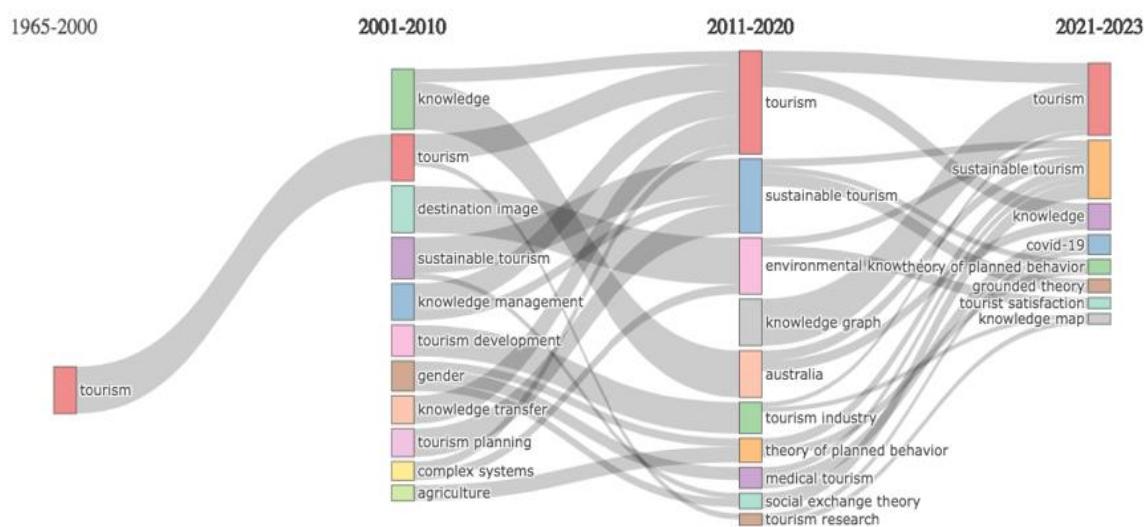 1965-2000
2001-2010
2011-2020
2021-2023
tourism
knowledge
tourism
destination image
sustainable tourism
knowledge management
tourism development
gender
knowledge transfer
tourism planning
complex systems
agriculture
tourism
sustainable tourism
environmental know
knowledge graph
australia
tourism industry
theory of planned behavior
medical tourism
social exchange theory
tourism research
tourism
sustainable tourism
knowledge
covid-19
theory of planned behavior
grounded theory
tourist satisfaction
knowledge map